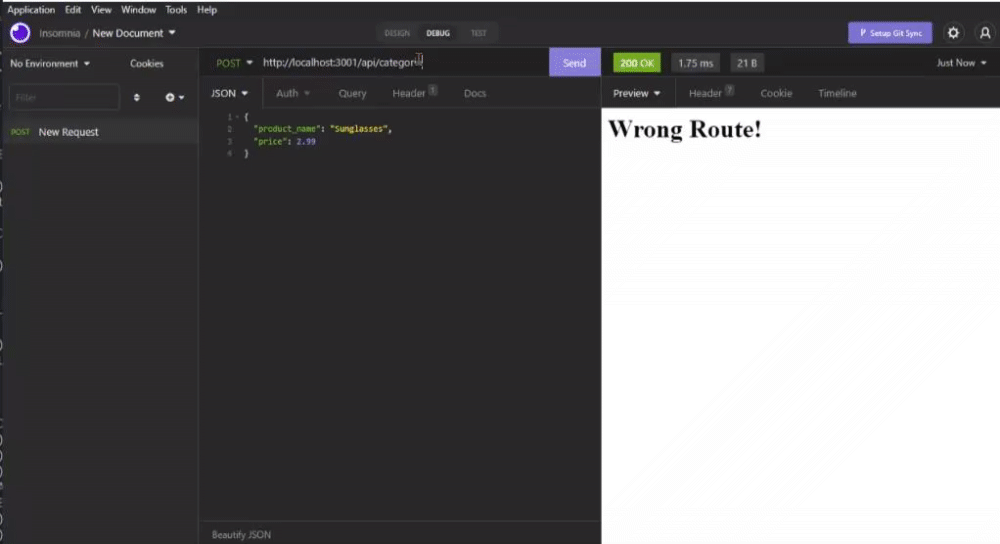 Application Edit View Window Tools Help
Insomnia / New Document
DESIGN DEBUG TEST
Setup Git Sync
No Environment Cookies
POST http://localhost:3001/api/categori
Send
200 OK 1.75 ms 21 B
Just Now
Filter
JSON Auth Query Header 1 Docs
Preview Header 7 Cookie Timeline
POST New Request
1 {
2 "product_name": "Sunglasses",
3 "price": 2.99
4 }
Wrong Route!
Beautify JSON